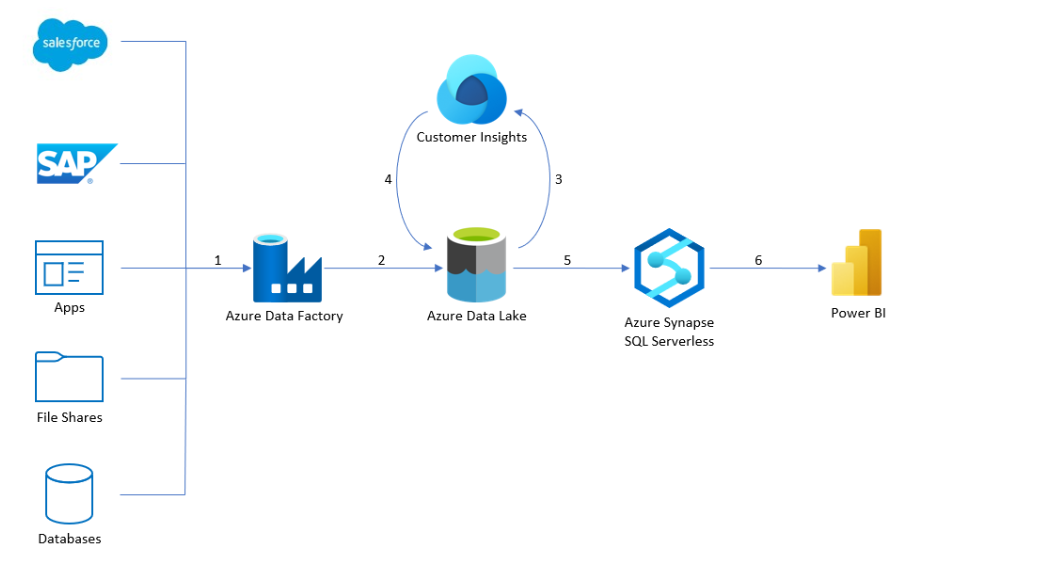 salesforce
SAP
®
Apps
File Shares
Databases
1
Azure Data Factory
2
Customer Insights
4
3
Azure Data Lake
5
Azure Synapse
SQL Serverless
6
Power BI